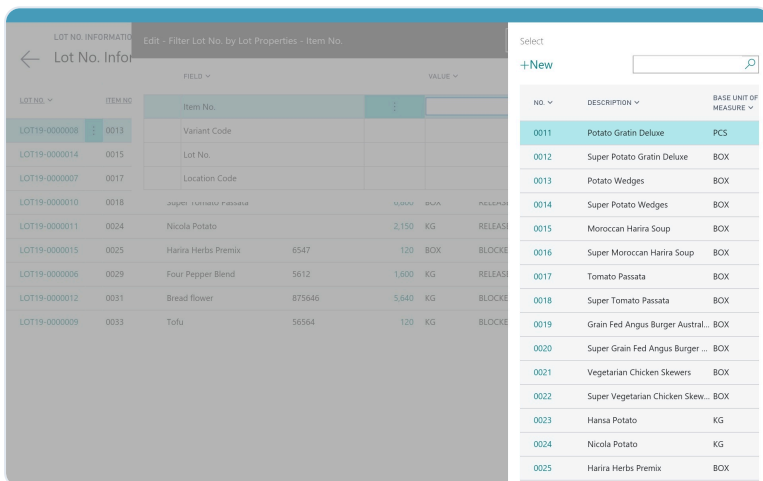 LOT NO. INFORMATIO
Lot No. Infor
Edit - Filter Lot No. by Lot Properties - Item No.
FIELD
VALUE
Item No.
Variant Code
Lot No.
Location Code
LOT NO.
ITEM NO
LOT19-0000008 0013
LOT19-0000014 0015
LOT19-0000007 0017
LOT19-0000010 0018 Super Tomato Passata BOX RELEASE
LOT19-0000011 0024 Nicola Potato 2,150 KG RELEASE
LOT19-0000015 0025 Harira Herbs Premix 6547 120 BOX BLOCKE
LOT19-0000006 0029 Four Pepper Blend 5612 1,600 KG RELEASE
LOT19-0000012 0031 Bread flower 875646 5,640 KG BLOCKE
LOT19-0000009 0033 Tofu 56564 120 KG BLOCKE
Select
+New
NO. DESCRIPTION BASE UNIT OF
MEASURE
0011 Potato Gratin Deluxe PCS
0012 Super Potato Gratin Deluxe BOX
0013 Potato Wedges BOX
0014 Super Potato Wedges BOX
0015 Moroccan Harira Soup BOX
0016 Super Moroccan Harira Soup BOX
0017 Tomato Passata BOX
0018 Super Tomato Passata BOX
0019 Grain Fed Angus Burger Austral... BOX
0020 Super Grain Fed Angus Burger ... BOX
0021 Vegetarian Chicken Skewers BOX
0022 Super Vegetarian Chicken Skew... BOX
0023 Hansa Potato KG
0024 Nicola Potato KG
0025 Harira Herbs Premix BOX